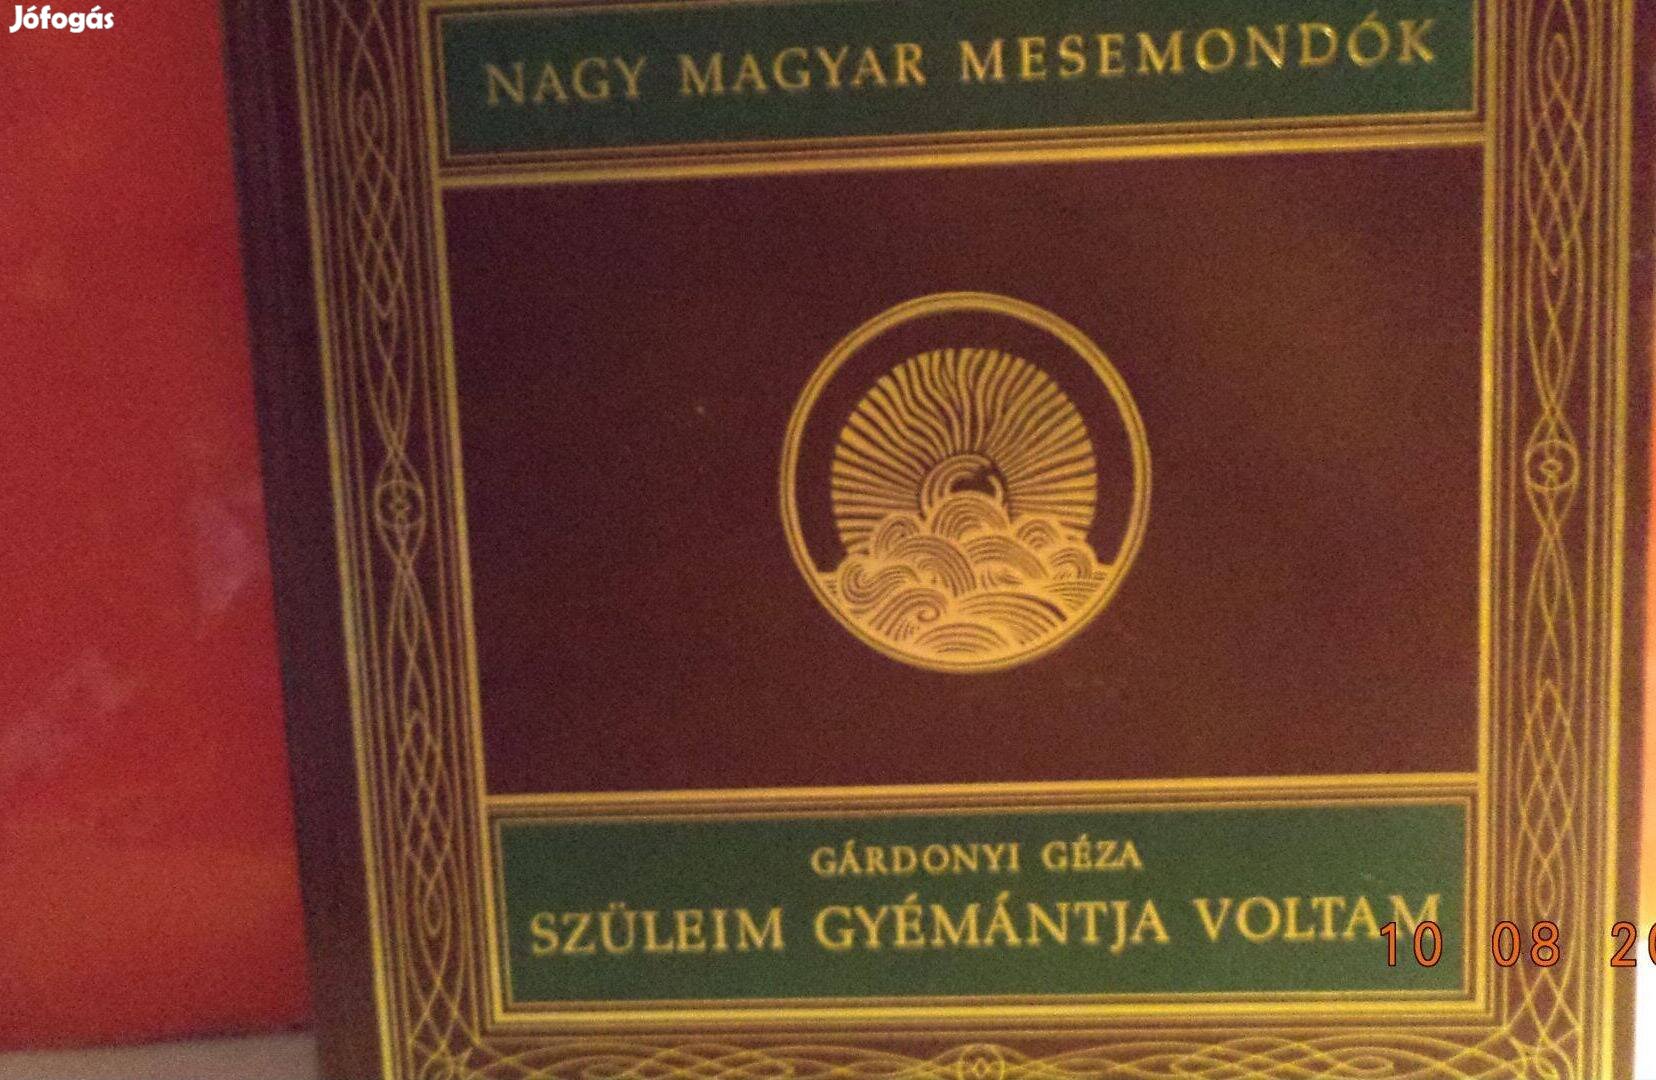 Jófogás
NAGY MAGYAR MESEMONDÓK
GÁRDONYI GÉZA
SZÜLEIM GYÉMÁNTJA VOLTAM
10 08 20